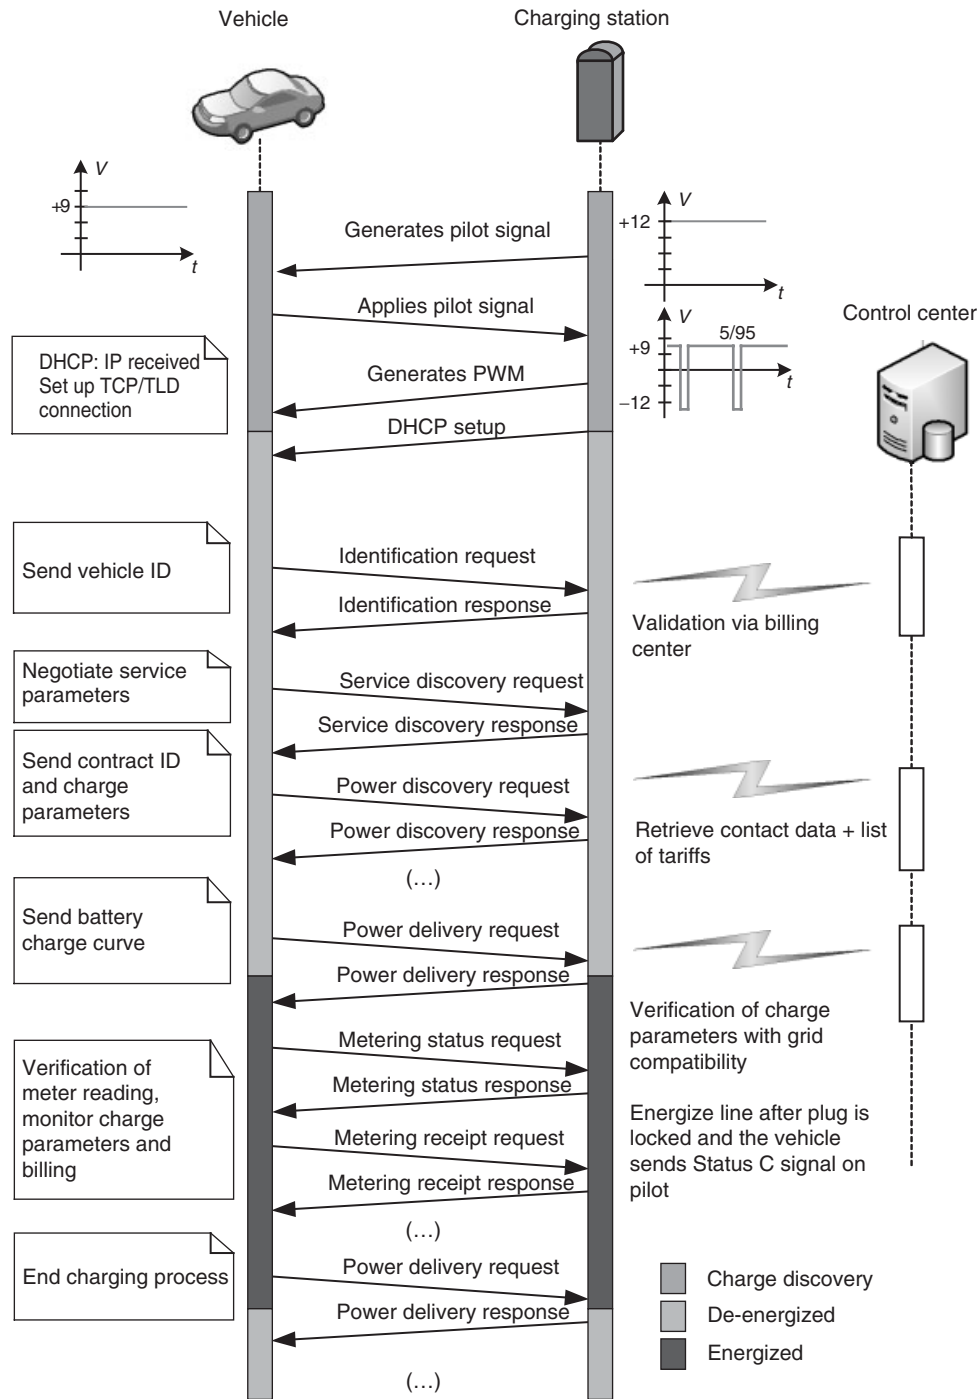 Vehicle
Charging station
V
+9
t
V
+12
t
Generates pilot signal
Applies pilot signal
V
5/95
+9
t
−12
Control center
DHCP: IP received
Set up TCP/TLD
connection
Generates PWM
DHCP setup
Send vehicle ID
Identification request
Identification response
Validation via billing
center
Negotiate service
parameters
Service discovery request
Service discovery response
Send contract ID
and charge
parameters
Power discovery request
Power discovery response
(...)
Retrieve contact data + list
of tariffs
Send battery
charge curve
Power delivery request
Power delivery response
Verification of charge
parameters with grid
compatibility
Verification of
meter reading,
monitor charge
parameters and
billing
Metering status request
Metering status response
Metering receipt request
Metering receipt response
(...)
Energize line after plug is
locked and the vehicle
sends Status C signal on
pilot
End charging process
Power delivery request
Power delivery response
(...)
Charge discovery
De-energized
Energized